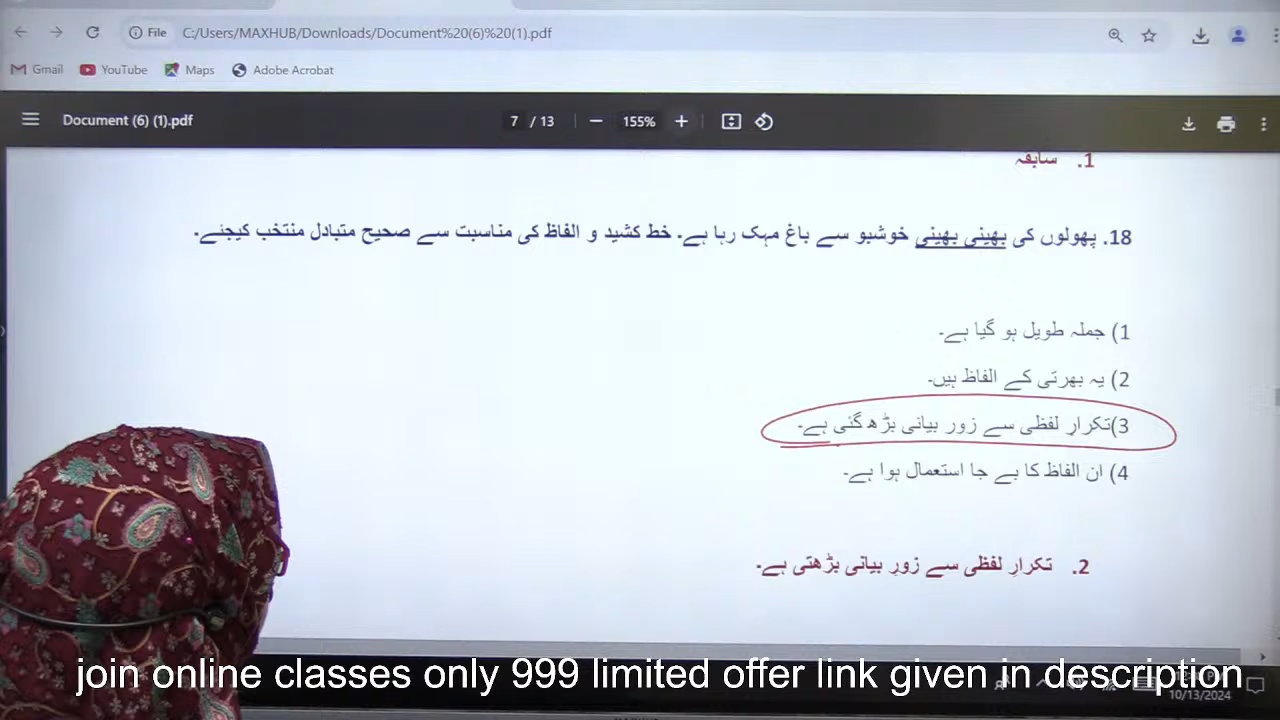 File C:/Users/MAXHUB/Downloads/Document%20(6)%20(1).pdf
Gmail YouTube Maps Adobe Acrobat
Document (6) (1).pdf 7 / 13 155%
1. سابقہ
18. پھولوں کی بھینی بھینی خوشبو سے باغ مہک رہا ہے۔ خط کشید و الفاظ کی مناسبت سے صحیح متبادل منتخب کیجئے۔
1) جملہ طویل ہو گیا ہے۔
2) یہ بھرتی کے الفاظ ہیں۔
3)تکرارِ لفظی سے زور بیانی بڑھ گئی ہے۔
4) ان الفاظ کا بے جا استعمال ہوا ہے۔
2. تکرارِ لفظی سے زورِ بیانی بڑھتی ہے۔
join online classes only 999 limited offer link given in description
10/13/2024